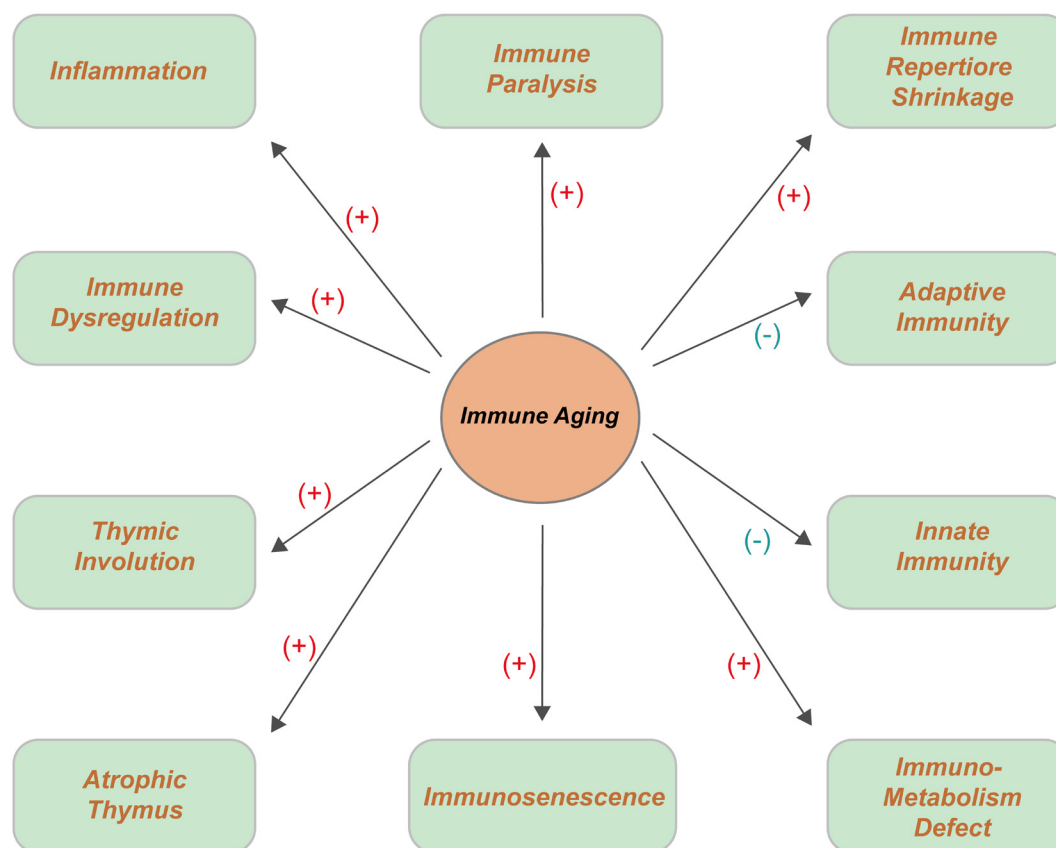 Inflammation
Immune
Paralysis
Immune
Repertiore
Shrinkage
(+)
(+)
(+)
Immune
Dysregulation
(+)
Adaptive
Immunity
(-)
Immune Aging
Thymic
Involution
(+)
Innate
Immunity
(-)
(+)
(+)
(+)
Atrophic
Thymus
Immunosenescence
Immuno-
Metabolism
Defect